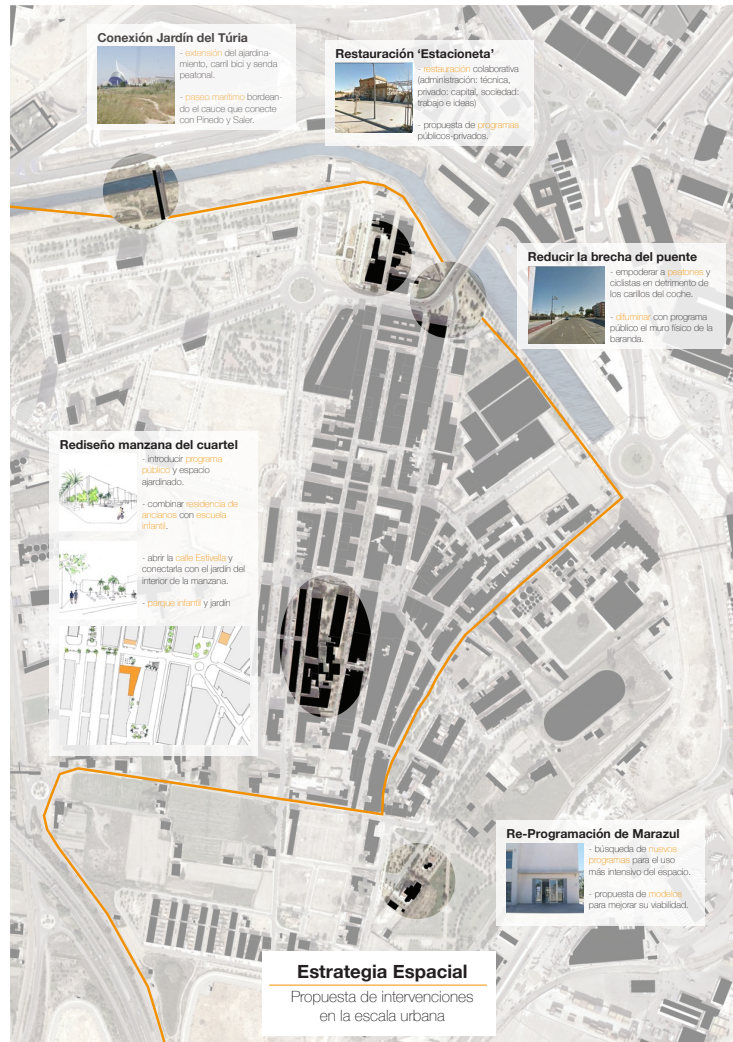 Conexión Jardín del Túria
- extensión del ajardina-
miento, carril bici y senda
peatonal.
- paseo marítimo bordean-
do el cauce que conecte
con Pinedo y Saler.
Restauración 'Estacioneta'
- restauración colaborativa
(administración: técnica,
privado: capital, sociedad:
trabajo e ideas)
- propuesta de programas
públicos-privados.
Reducir la brecha del puente
- empoderar a peatones y
ciclistas en detrimento de
los carillos del coche.
- difuminar con programa
público el muro físico de la
baranda.
Rediseño manzana del cuartel
- introducir programa
público y espacio
ajardinado.
- combinar residencia de
ancianos con escuela
infantil.
- abrir la calle Estivella y
conectarla con el jardín del
interior de la manzana.
- parque infantil y jardín
Re-Programación de Marazul
- búsqueda de nuevos
programas para el uso
más intensivo del espacio.
- propuesta de modelos
para mejorar su viabilidad.
Estrategia Espacial
Propuesta de intervenciones
en la escala urbana